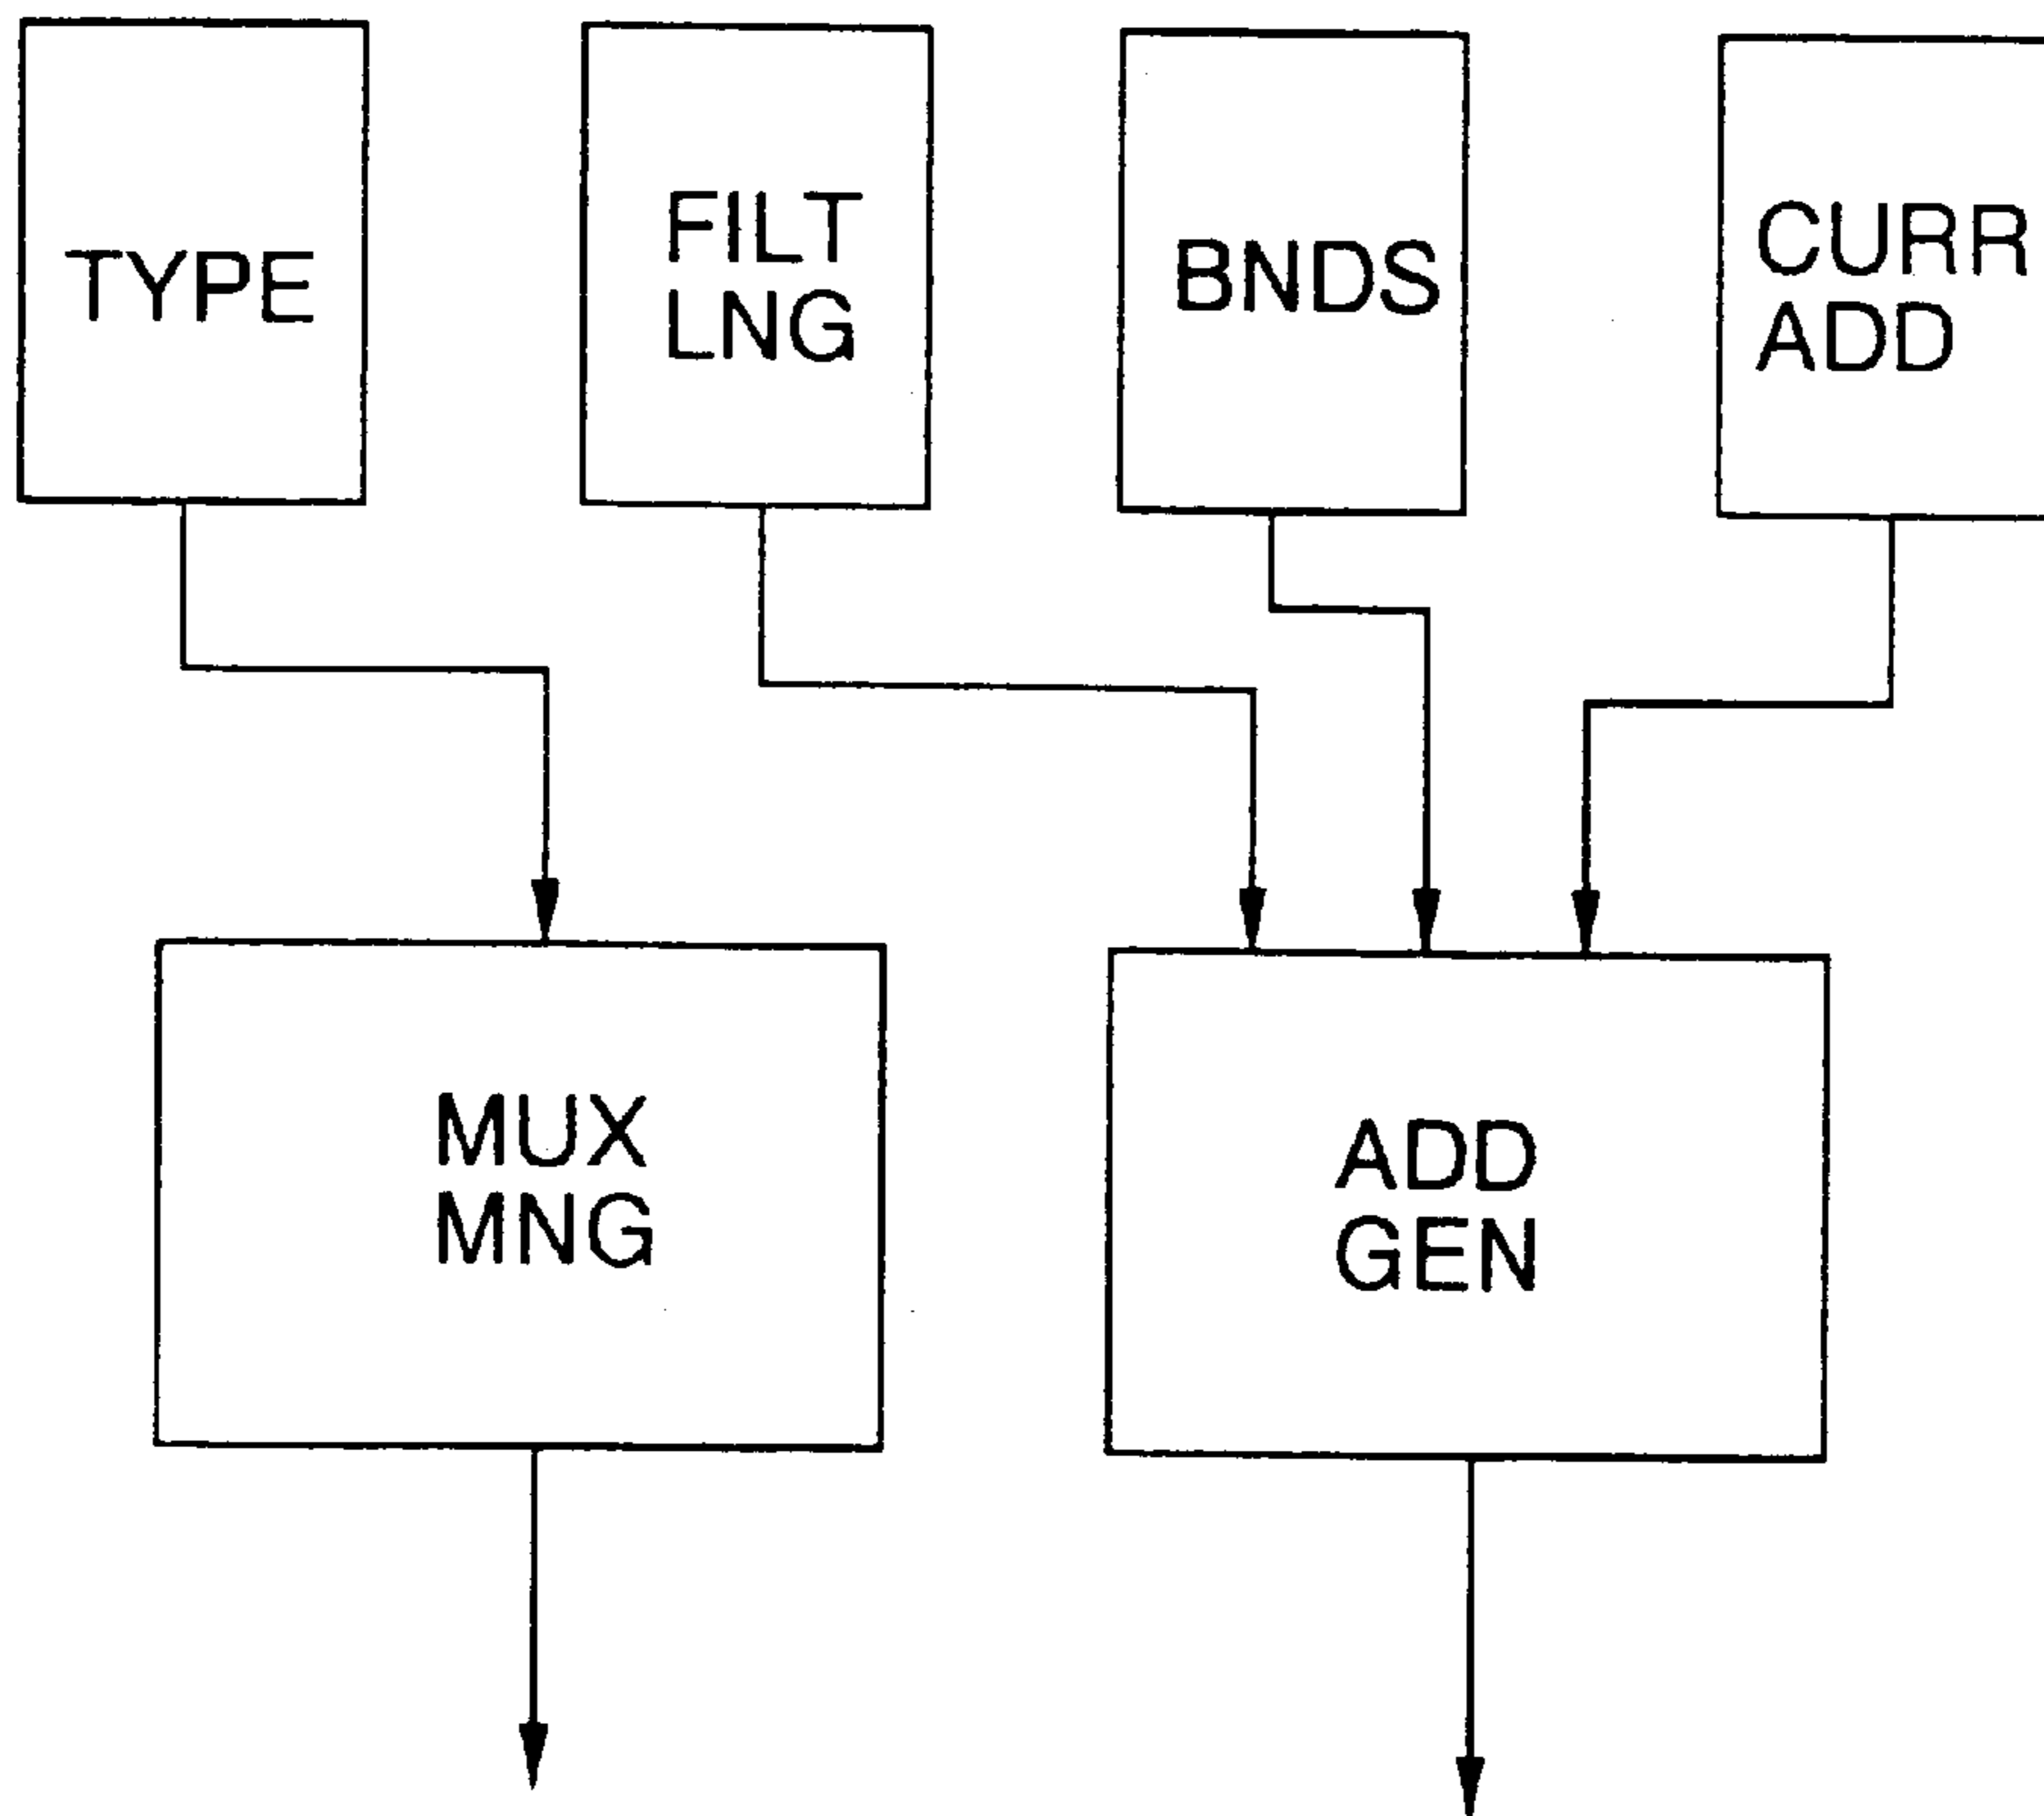 TYPE
FILT
LNG
BNDS
CURR
ADD
MUX
MNG
ADD
GEN